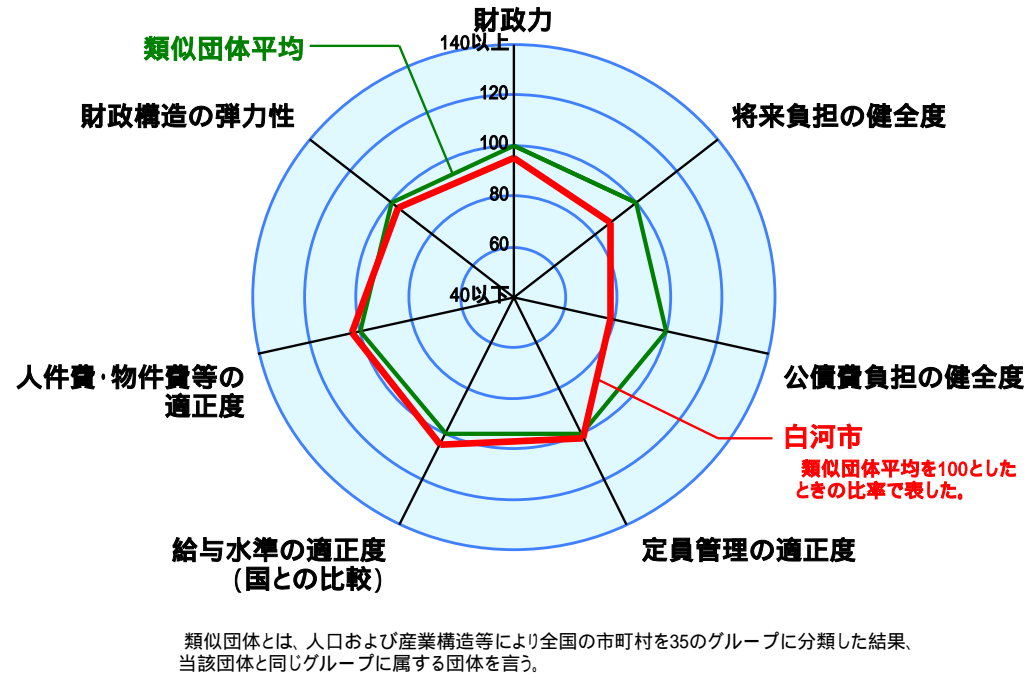 財政力
140以上
類似団体平均
120
財政構造の弾力性
将来負担の健全度
100
80
60
40以下
人件費・物件費等の
適正度
公債費負担の健全度
白河市
類似団体平均を100とした
ときの比率で表した。
給与水準の適正度
(国との比較)
定員管理の適正度
類似団体とは、人口および産業構造等により全国の市町村を35のグループに分類した結果、
当該団体と同じグループに属する団体を言う。